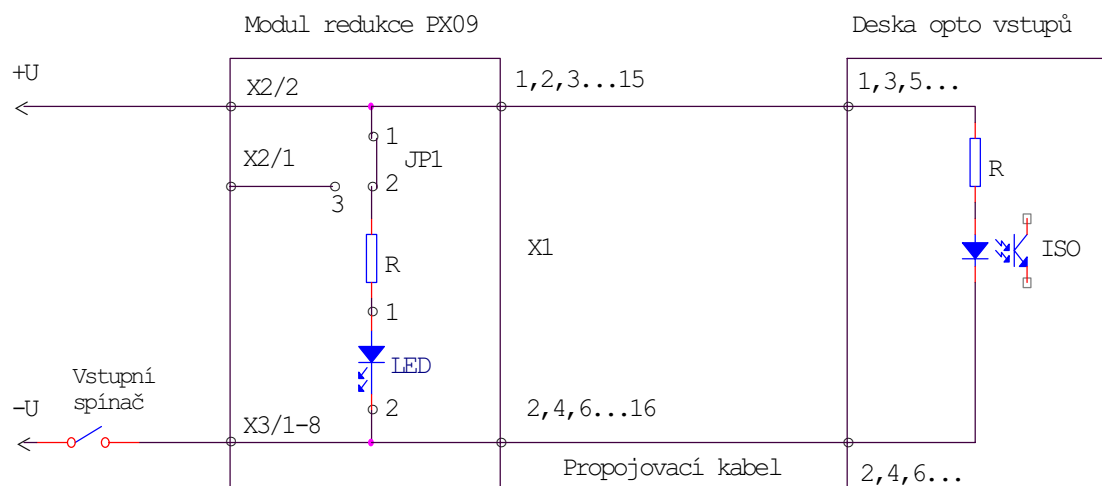 Modul redukce PX09
Deska opto vstupů
+U
X2/2
1,2,3...15
1,3,5...
1
JP1
X2/1
2
3
R
R
X1
ISO
1
LED
Vstupní
spínač
-U
2
X3/1-8
2,4,6...16
Propojovací kabel
2,4,6...